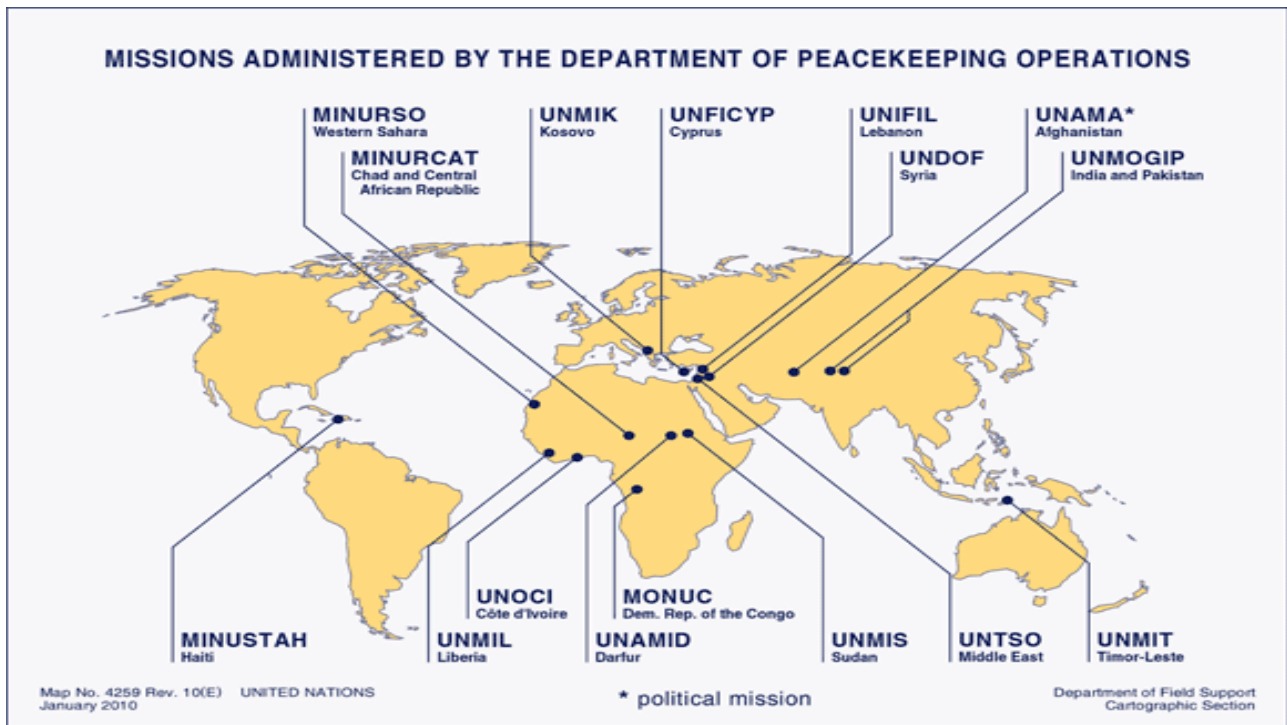 MISSIONS ADMINISTERED BY THE DEPARTMENT OF PEACEKEEPING OPERATIONS
MINURSO
Western Sahara
MINURCAT
Chad and Central
African Republic
UNMIK
Kosovo
UNFICYP
Cyprus
UNIFIL
Lebanon
UNDOF
Syria
UNAMA*
Afghanistan
UNMOGIP
India and Pakistan
MINUSTAH
Haiti
UNMIL
Liberia
UNOCI
Côte d'Ivoire
UNAMID
Darfur
MONUC
Dem. Rep. of the Congo
UNMIS
Sudan
UNTSO
Middle East
UNMIT
Timor-Leste
Map No. 4259 Rev. 10(E) UNITED NATIONS
January 2010
* political mission
Department of Field Support
Cartographic Section